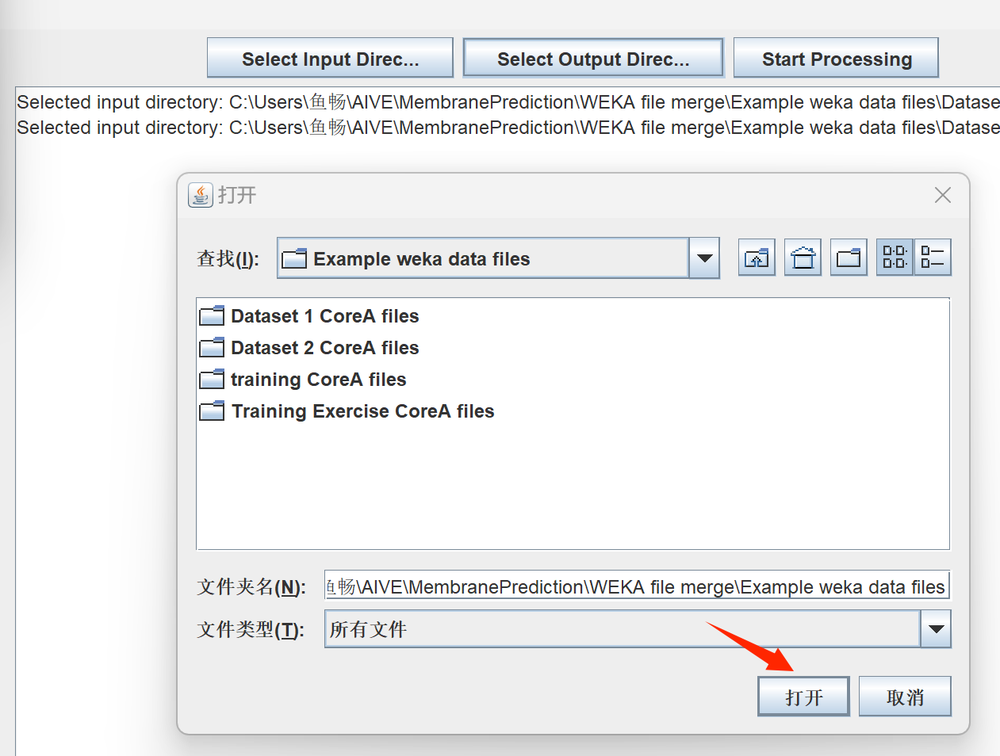 Select Input Direc...
Select Output Direc...
Start Processing
Selected input directory: C:\Users\鱼畅\AIVE\MembranePrediction\WEKA file merge\Example weka data files\Datase
Selected input directory: C:\Users\鱼畅\AIVE\MembranePrediction\WEKA file merge\Example weka data files\Datase
打开
查找(I):
Example weka data files
Dataset 1 CoreA files
Dataset 2 CoreA files
training CoreA files
Training Exercise CoreA files
文件夹名(N):
鱼畅\AIVE\MembranePrediction\WEKA file merge\Example weka data files
文件类型(T):
所有文件
打开
取消